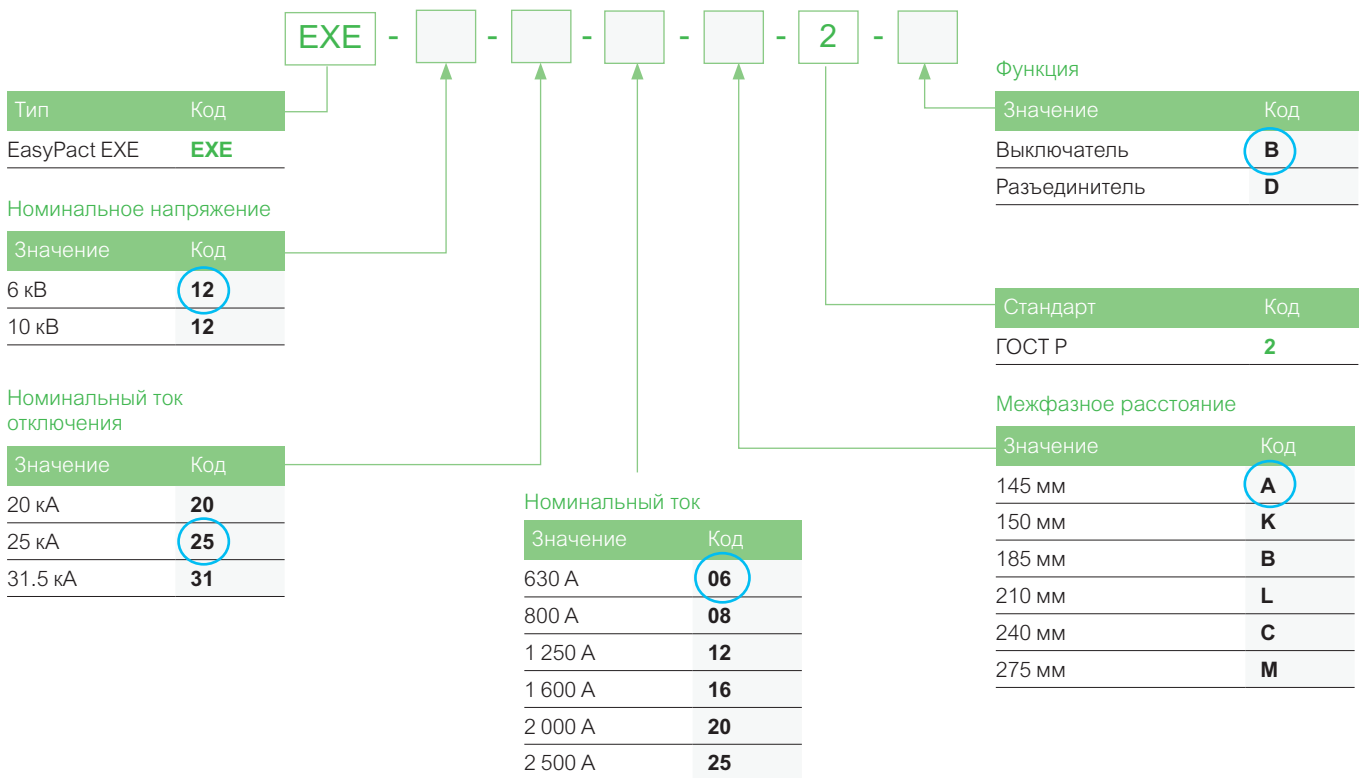 EXE - - - - - 2 -
Тип Код
EasyPact EXE EXE
Номинальное напряжение
Значение Код
6 кВ 12
10 кВ 12
Номинальный ток
отключения
Значение Код
20 кА 20
25 кА 25
31.5 кА 31
Номинальный ток
Значение Код
630 А 06
800 А 08
1 250 А 12
1 600 А 16
2 000 А 20
2 500 А 25
Функция
Значение Код
Выключатель B
Разъединитель D
Стандарт Код
ГОСТ Р 2
Межфазное расстояние
Значение Код
145 мм A
150 мм K
185 мм B
210 мм L
240 мм C
275 мм M